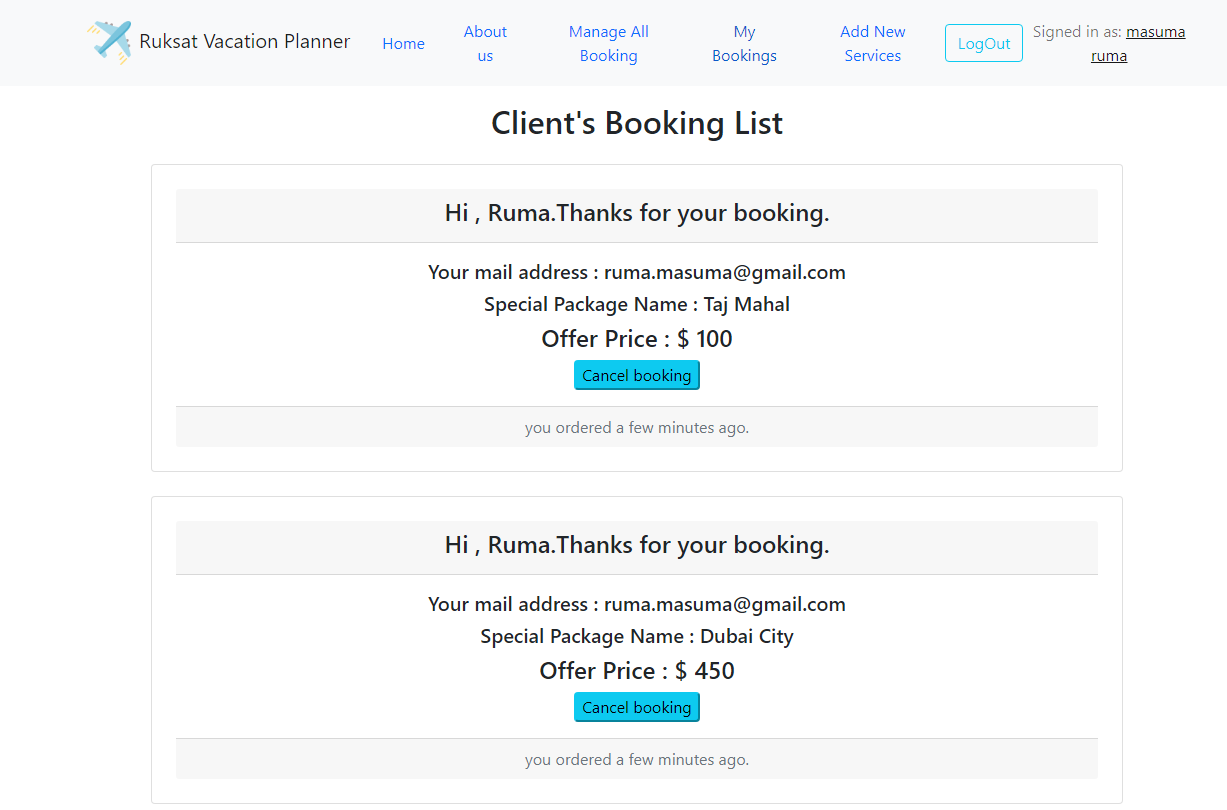 Ruksat Vacation Planner
Home
About
us
Manage All
Booking
My
Bookings
Add New
Services
LogOut
Signed in as: masuma
ruma
Client's Booking List
Hi , Ruma.Thanks for your booking.
Your mail address : ruma.masuma@gmail.com
Special Package Name : Taj Mahal
Offer Price : $ 100
Cancel booking
you ordered a few minutes ago.
Hi , Ruma.Thanks for your booking.
Your mail address : ruma.masuma@gmail.com
Special Package Name : Dubai City
Offer Price : $ 450
Cancel booking
you ordered a few minutes ago.